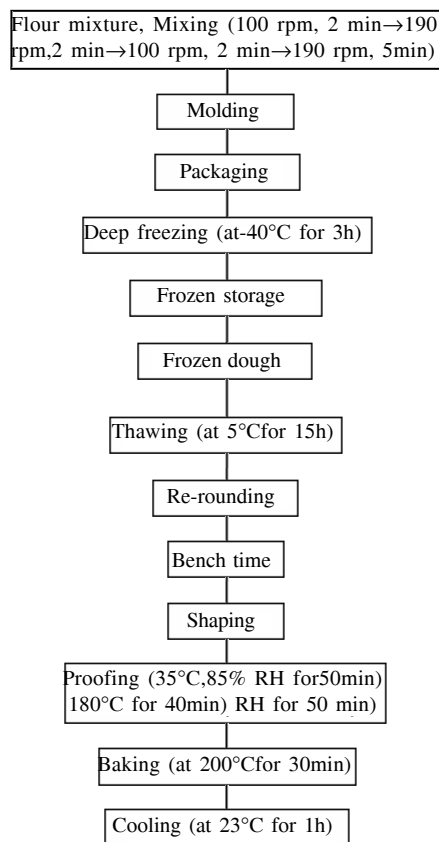 Flour mixture, Mixing (100 rpm, 2 min→190
rpm,2 min→100 rpm, 2 min→190 rpm, 5min)
Molding
Packaging
Deep freezing (at-40°C for 3h)
Frozen storage
Frozen dough
Thawing (at 5°Cfor 15h)
Re-rounding
Bench time
Shaping
Proofing (35°C,85% RH for50min)
180°C for 40min) RH for 50 min)
Baking (at 200°Cfor 30min)
Cooling (at 23°C for 1h)